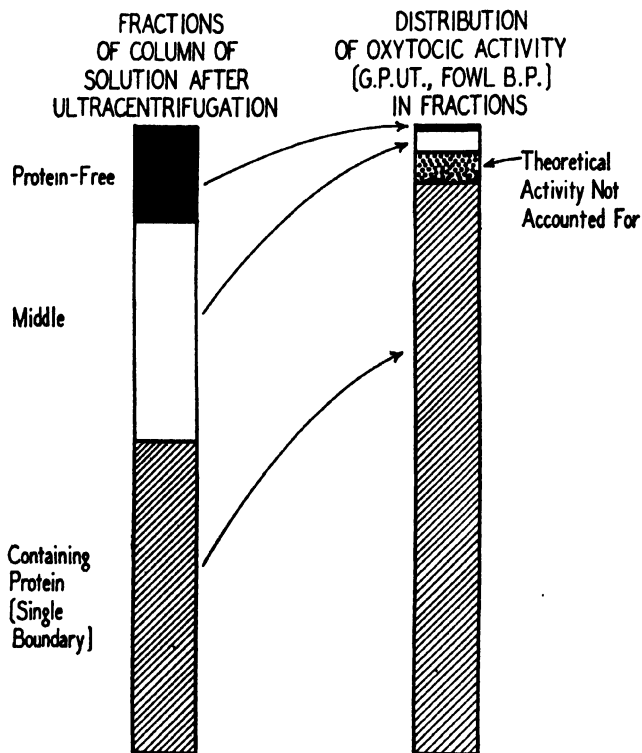 FRACTIONS
OF COLUMN OF
SOLUTION AFTER
ULTRACENTRIFUGATION
DISTRIBUTION
OF OXYTOCIC ACTIVITY
(G.P.UT., FOWL B.P.)
IN FRACTIONS
Protein-Free
Middle
Containing
Protein
(Single
Boundary)
Theoretical
Activity Not
Accounted For